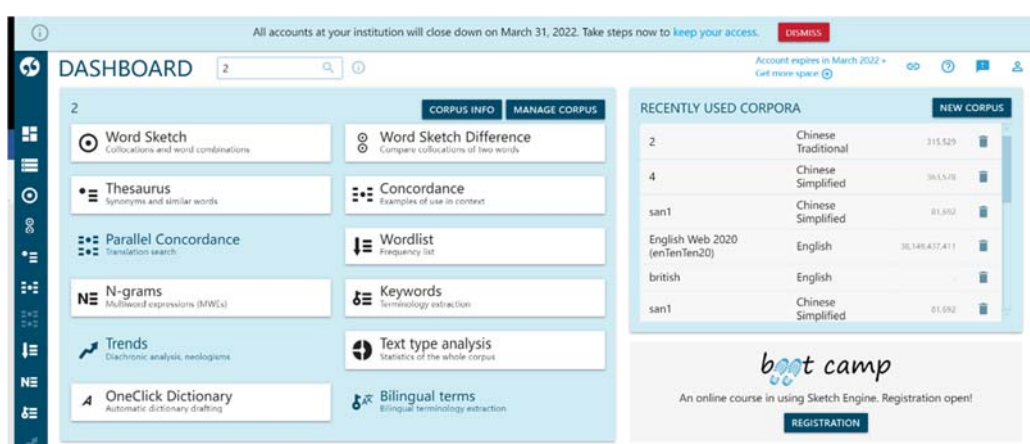 All accounts at your institution will close down on March 31, 2022. Take steps now to keep your access. DISMISS
DASHBOARD 2
Account expires in March 2022 •
Get more space
2 CORPUS INFO MANAGE CORPUS
Word Sketch
Collocations and word combinations
Word Sketch Difference
Compare collocations of two words
Thesaurus
Synonyms and similar words
Concordance
Examples of use in context
Parallel Concordance
Translation search
Wordlist
Frequency list
N-grams
Multiword expressions (MWEs)
Keywords
Terminology extraction
Trends
Diachronic analysis, neologisms
Text type analysis
Statistics of the whole corpus
OneClick Dictionary
Automatic dictionary drafting
Bilingual terms
Bilingual terminology extraction
RECENTLY USED CORPORA NEW CORPUS
2 Chinese Traditional 315,529
4 Chinese Simplified
san1 Chinese Simplified 81,692
English Web 2020 (enTenTen20) English 38,149,437,411
british English
san1 Chinese Simplified 81,692
boot camp
An online course in using Sketch Engine. Registration open!
REGISTRATION